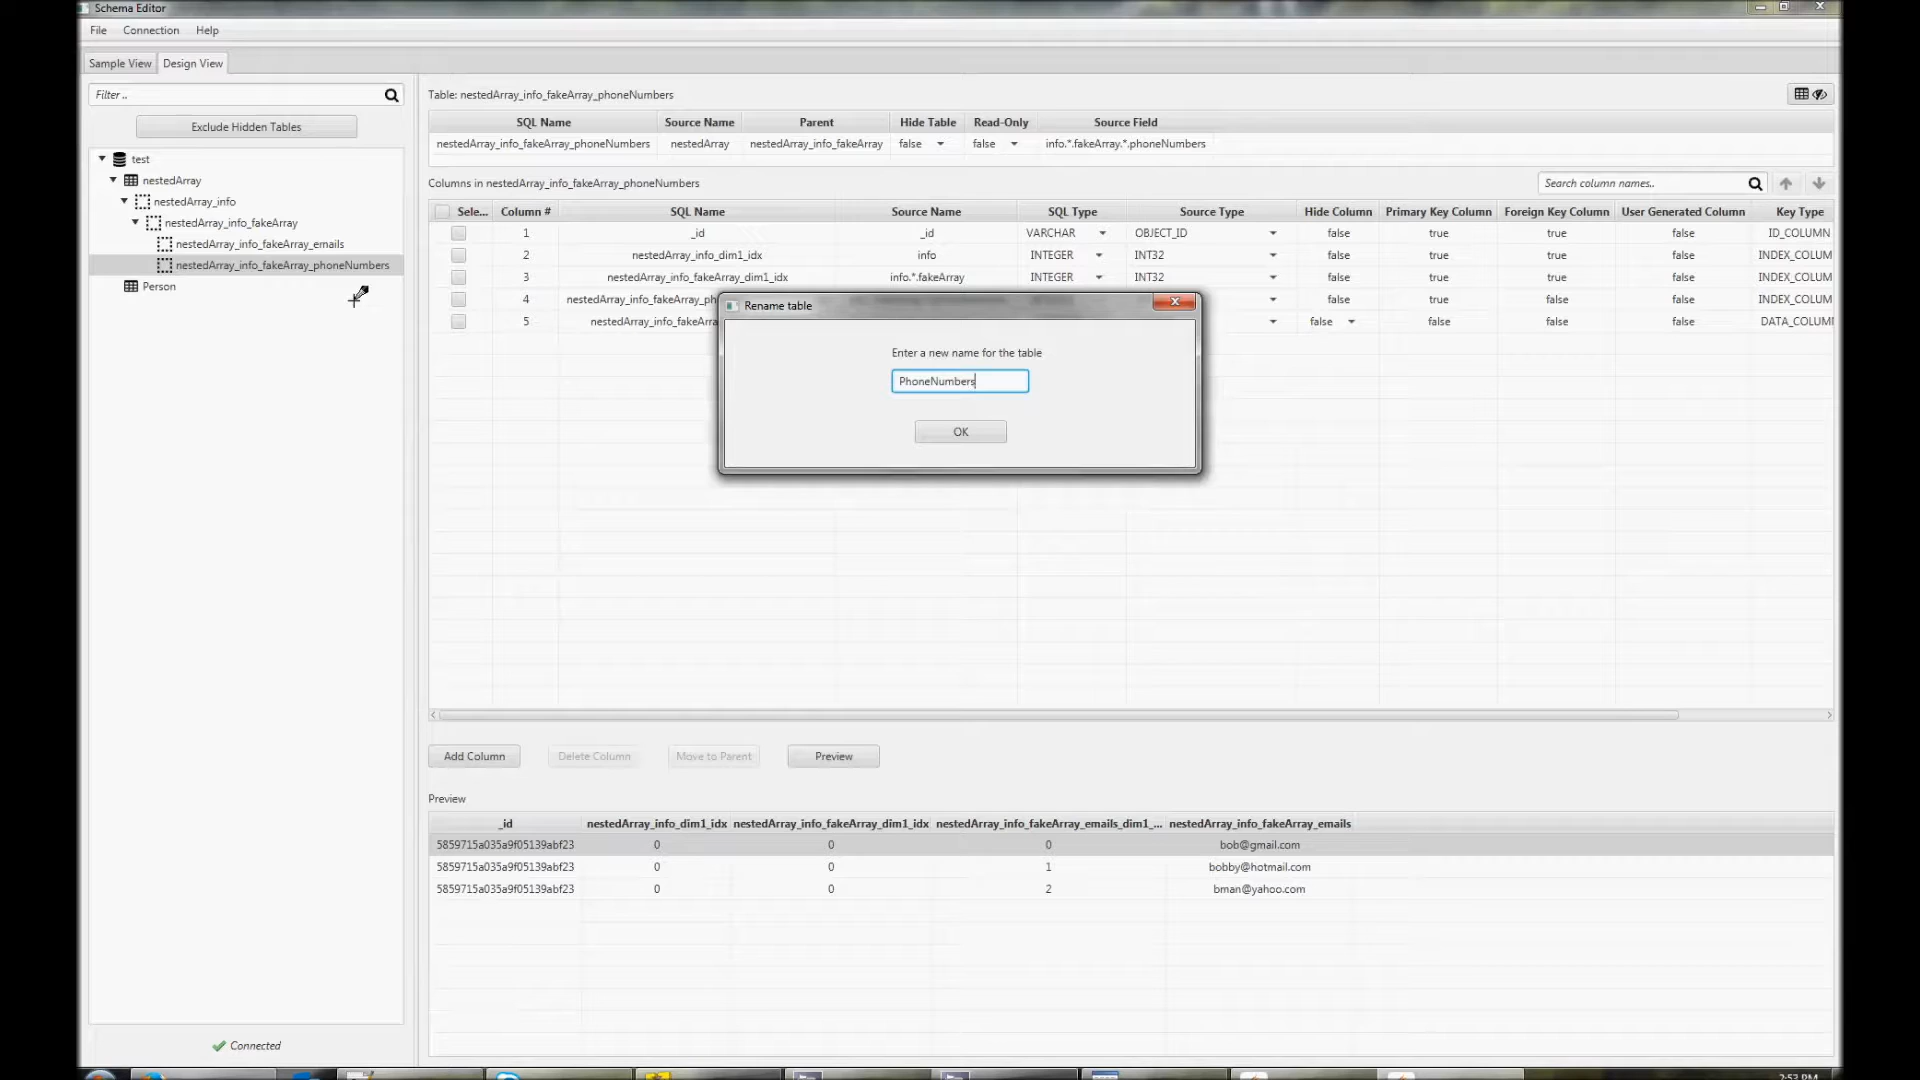 Schema Editor
File Connection Help
Sample View Design View
Filter ..
Exclude Hidden Tables
test
nestedArray
nestedArray_info
nestedArray_info_fakeArray
nestedArray_info_fakeArray_emails
nestedArray_info_fakeArray_phoneNumbers
Person
Connected
Table: nestedArray_info_fakeArray_phoneNumbers
SQL Name Source Name Parent Hide Table Read-Only Source Field
nestedArray_info_fakeArray_phoneNumbers nestedArray nestedArray_info_fakeArray false false info.*.fakeArray.*.phoneNumbers
Columns in nestedArray_info_fakeArray_phoneNumbers
Search column names..
Sele... Column # SQL Name Source Name SQL Type Source Type Hide Column Primary Key Column Foreign Key Column User Generated Column Key Type
1 _id _id VARCHAR OBJECT_ID false true true false ID_COLUMN
2 nestedArray_info_dim1_idx info INTEGER INT32 false true true false INDEX_COLUM
3 nestedArray_info_fakeArray_dim1_idx info.*.fakeArray INTEGER INT32 false true true false INDEX_COLUM
4 nestedArray_info_fakeArray_ph false true false false INDEX_COLUM
5 nestedArray_info_fakeArra false false false false DATA_COLUM
Rename table
Enter a new name for the table
PhoneNumbers
OK
Add Column Delete Column Move to Parent Preview
Preview
_id nestedArray_info_dim1_idx nestedArray_info_fakeArray_dim1_idx nestedArray_info_fakeArray_emails_dim1_... nestedArray_info_fakeArray_emails
5859715a035a9f05139abf23 0 0 0 bob@gmail.com
5859715a035a9f05139abf23 0 0 1 bobby@hotmail.com
5859715a035a9f05139abf23 0 0 2 bman@yahoo.com
2:53 PM